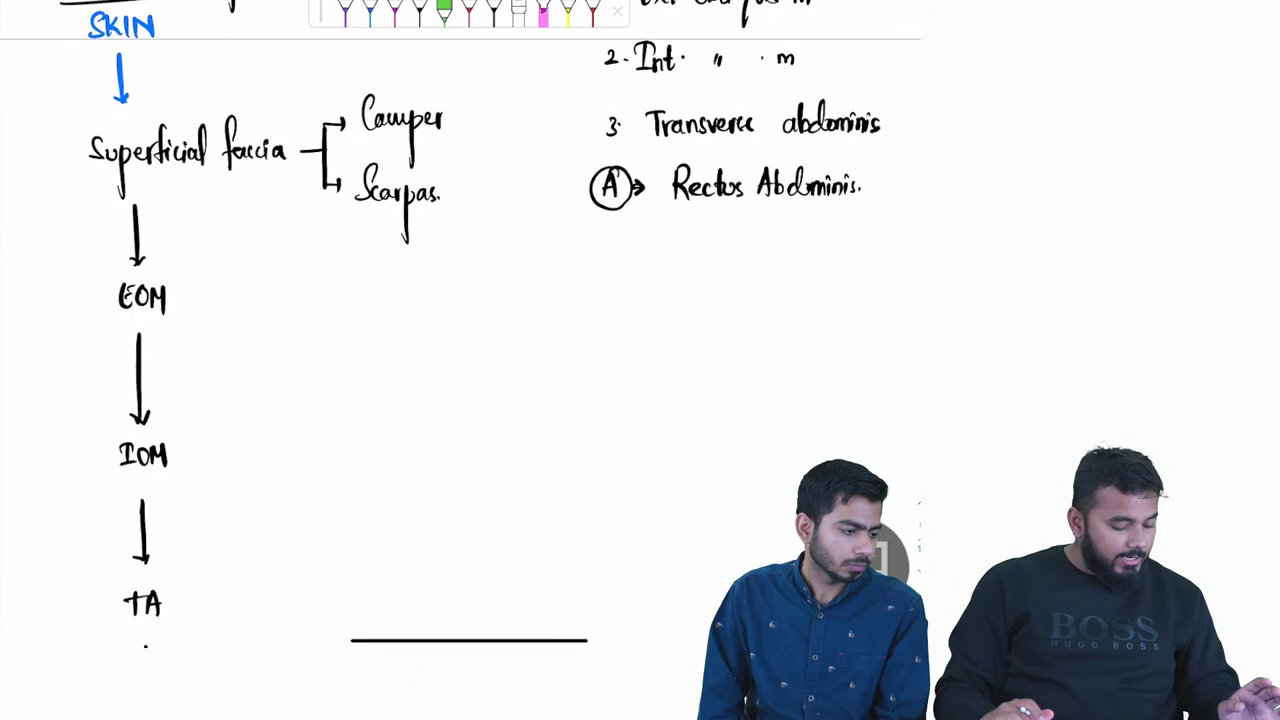 SKIN
2. Int. " . m
Superficial fascia
Camper
Scarpas.
3. Transverse abdominis
A Rectus Abdominis.
EOM
IOM
TA
BOSS
HUGO BOSS